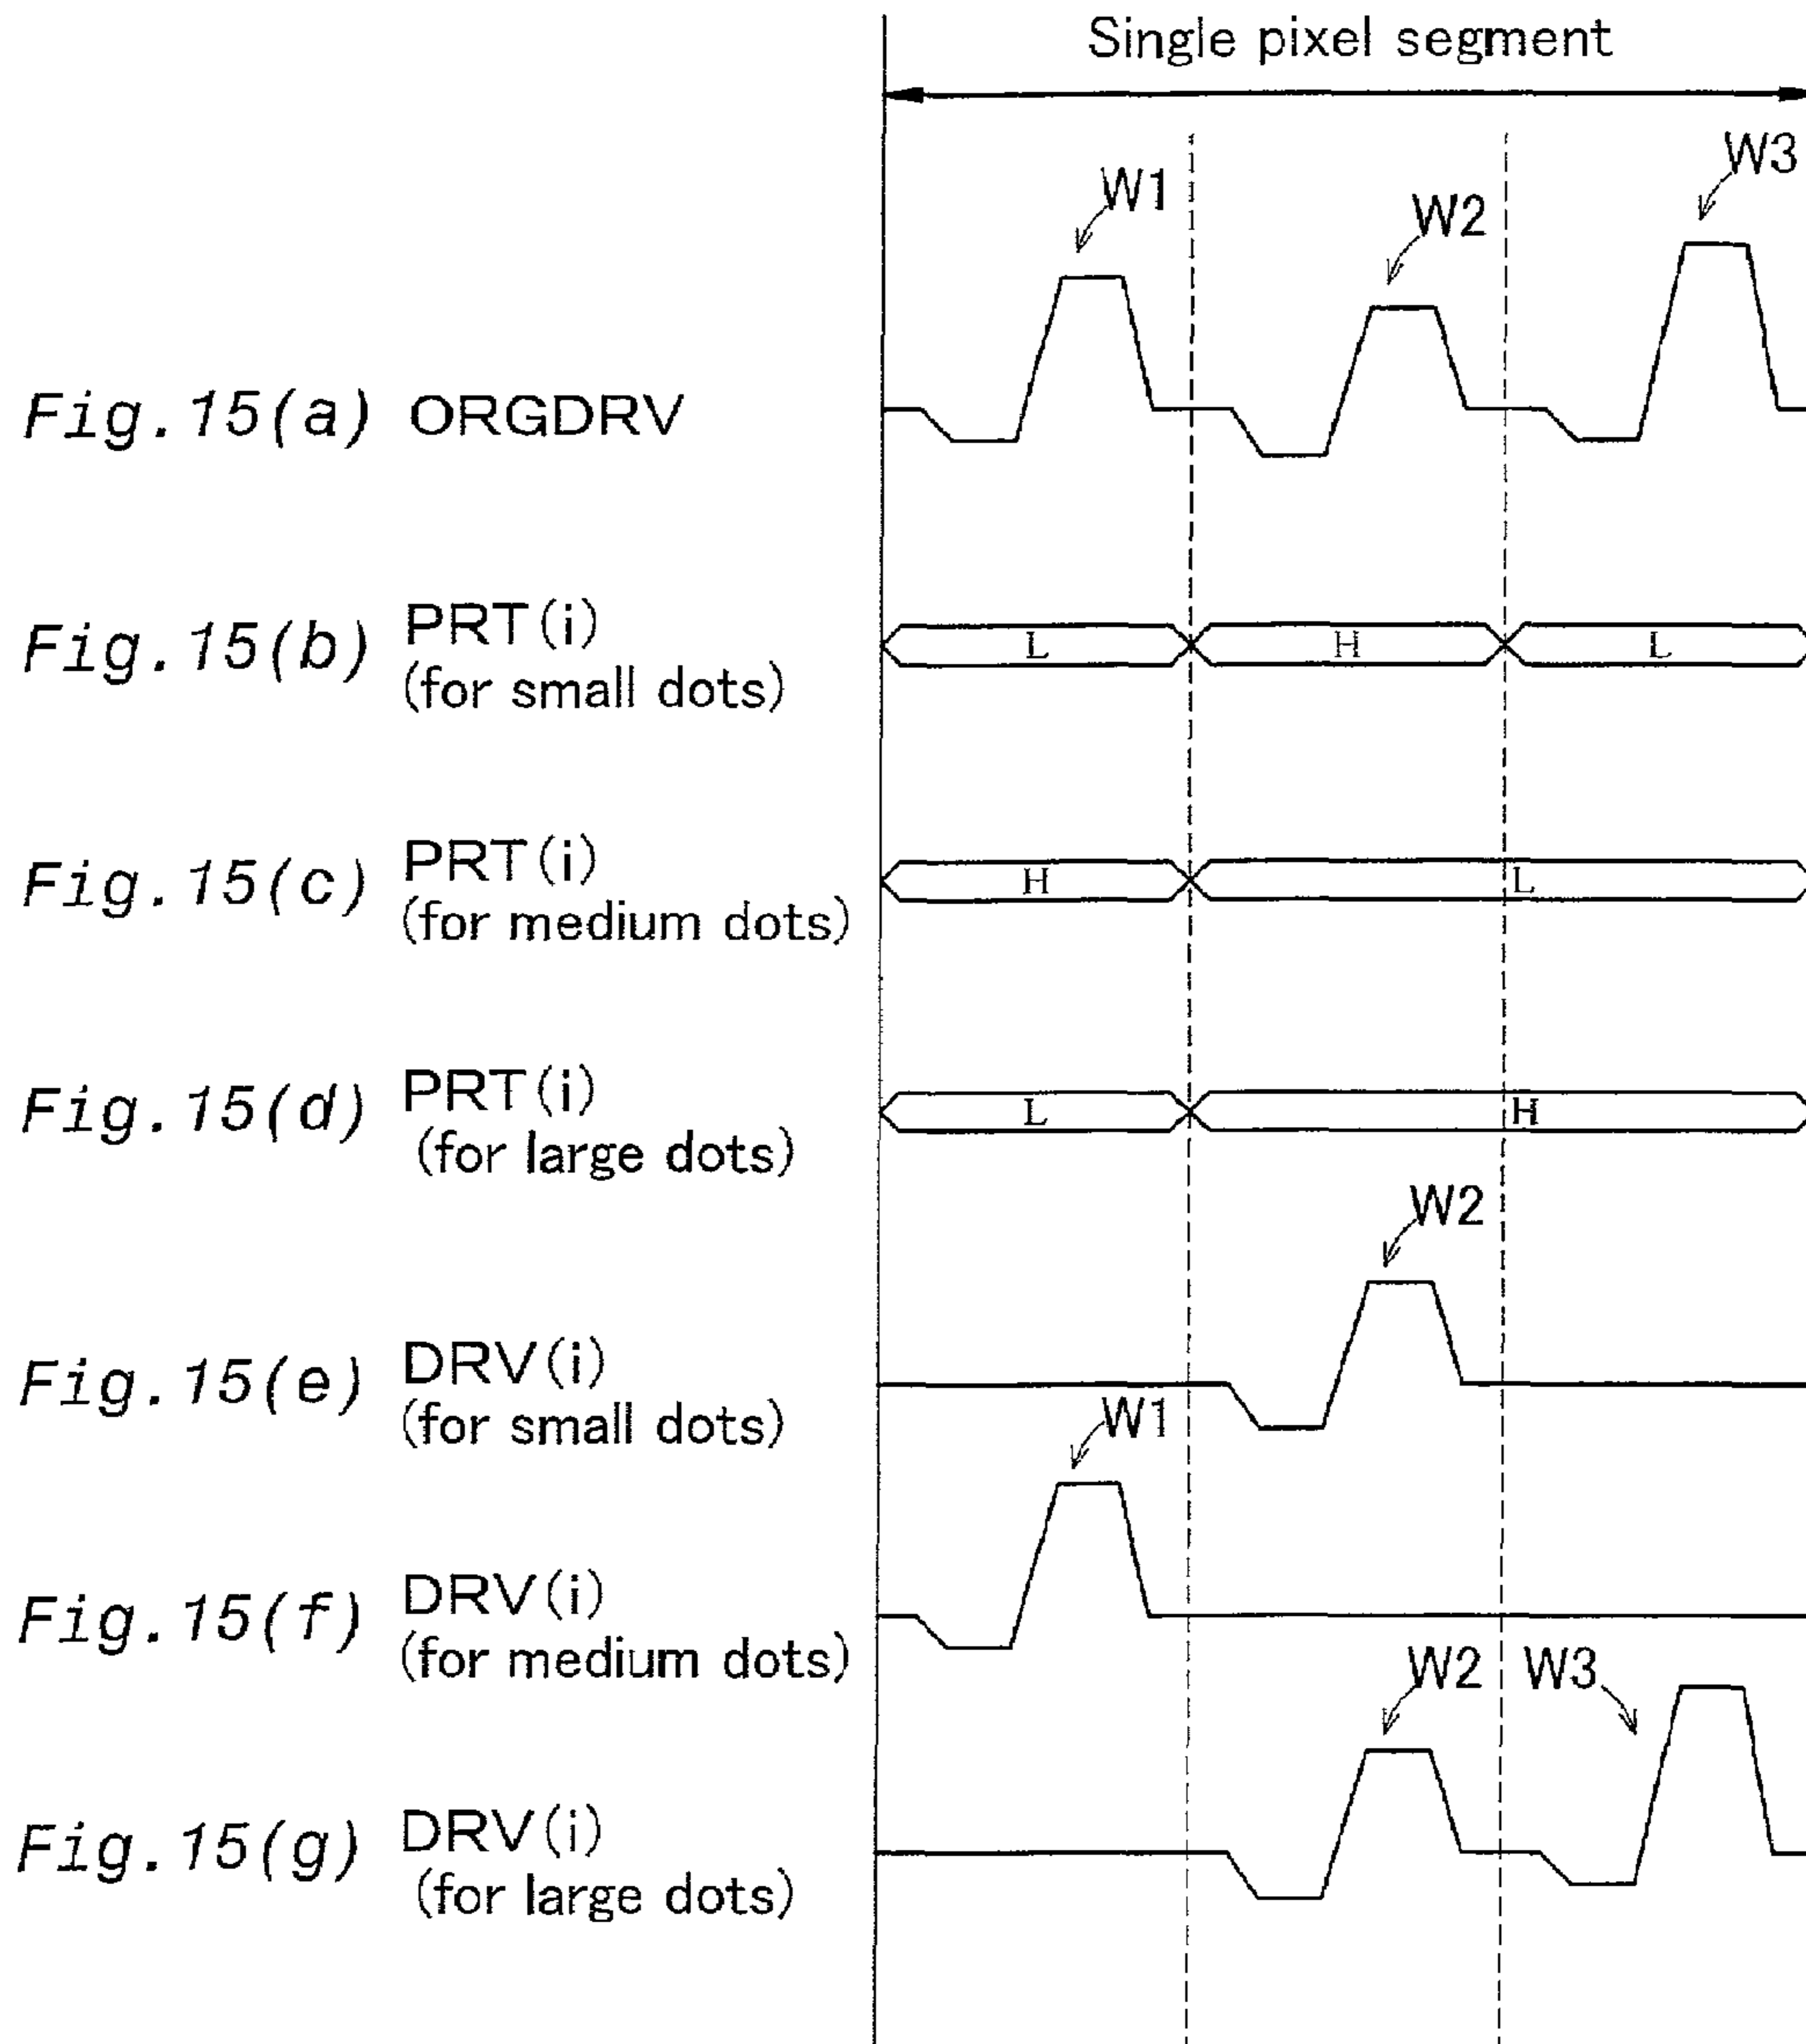 Single pixel segment
W1
W2
W3
Fig.15(a) ORGDRV
Fig.15(b) PRT(i)
(for small dots)
L
H
L
Fig.15(c) PRT(i)
(for medium dots)
H
L
Fig.15(d) PRT(i)
(for large dots)
L
H
W2
Fig.15(e) DRV(i)
(for small dots)
W1
Fig.15(f) DRV(i)
(for medium dots)
W2
W3
Fig.15(g) DRV(i)
(for large dots)